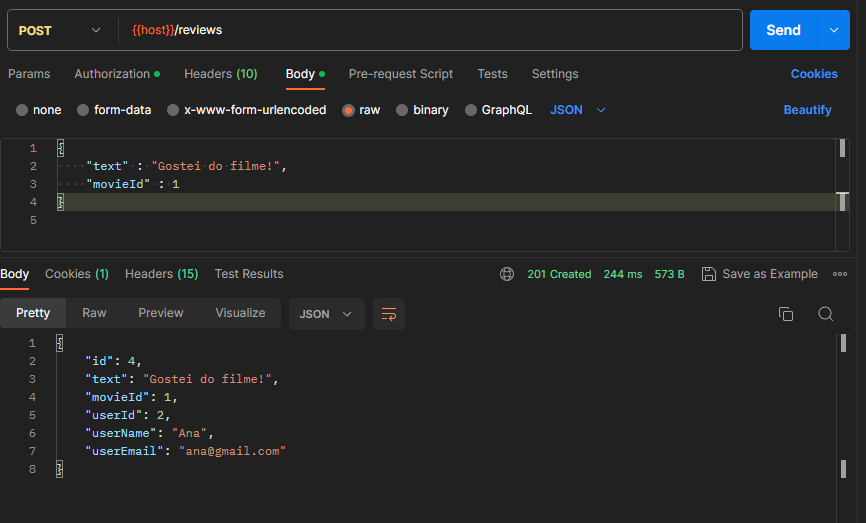 POST {{host}}/reviews Send
Params Authorization Headers (10) Body Pre-request Script Tests Settings Cookies
none form-data x-www-form-urlencoded raw binary GraphQL JSON Beautify
1 {
2 "text" : "Gostei do filme!",
3 "movieId" : 1
4 }
5
Body Cookies (1) Headers (15) Test Results 201 Created 244 ms 573 B Save as Example
Pretty Raw Preview Visualize JSON
1 {
2 "id": 4,
3 "text": "Gostei do filme!",
4 "movieId": 1,
5 "userId": 2,
6 "userName": "Ana",
7 "userEmail": "ana@gmail.com"
8 }